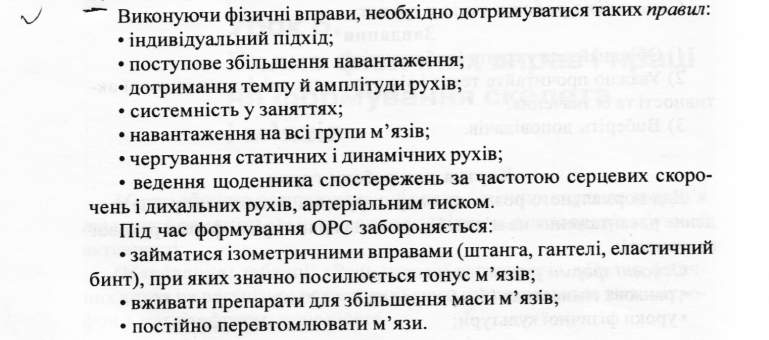 Виконуючи фізичні вправи, необхідно дотримуватися таких правил:
• індивідуальний підхід;
• поступове збільшення навантаження;
• дотримання темпу й амплітуди рухів;
• системність у заняттях;
• навантаження на всі групи м’язів;
• чергування статичних і динамічних рухів;
• ведення щоденника спостережень за частотою серцевих скоро-
чень і дихальних рухів, артеріальним тиском.
Під час формування ОРС забороняється:
• займатися ізометричними вправами (штанга, гантелі, еластичний
бинт), при яких значно посилюється тонус м’язів;
• вживати препарати для збільшення маси м’язів;
• постійно перевтомлювати м’язи.